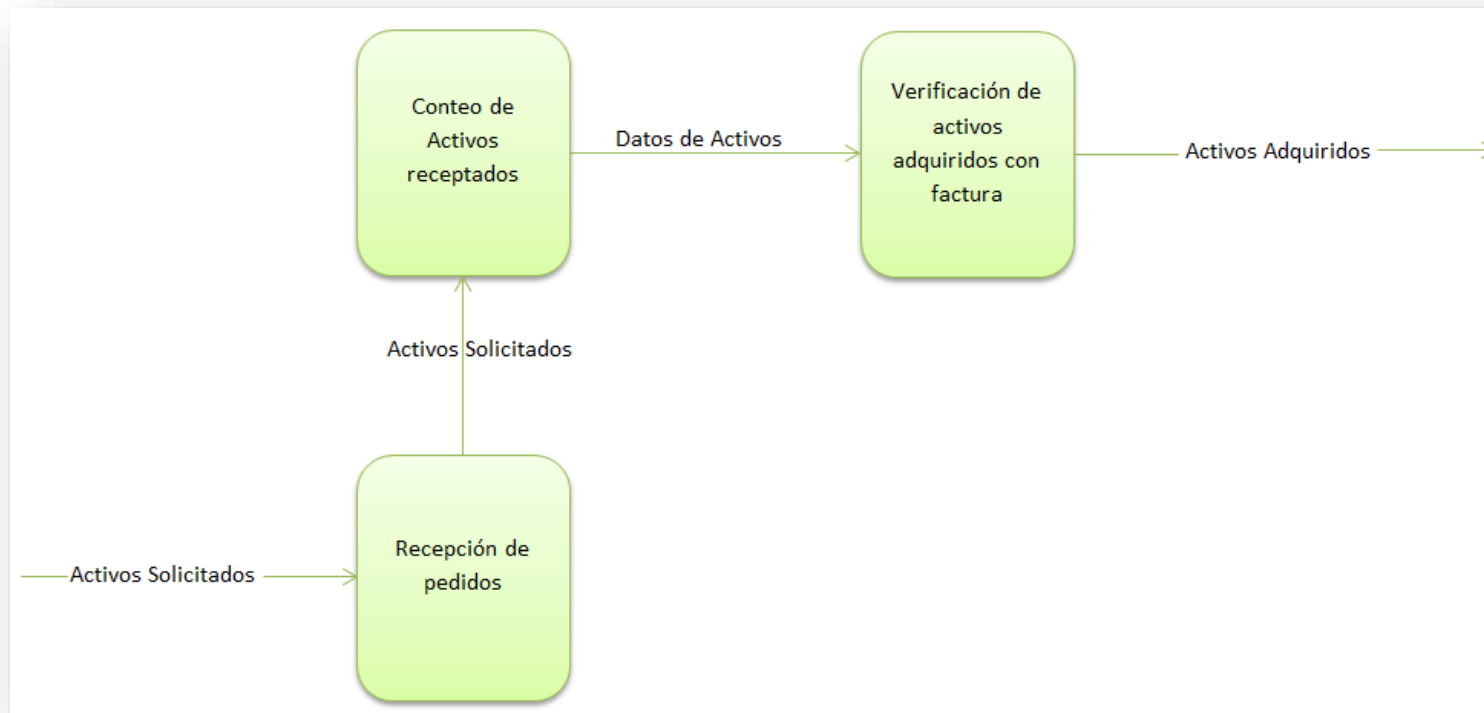 Conteo de
Activos
receptados
Datos de Activos
Verificación de
activos
adquiridos con
factura
Activos Adquiridos
Activos Solicitados
Activos Solicitados
Recepción de
pedidos